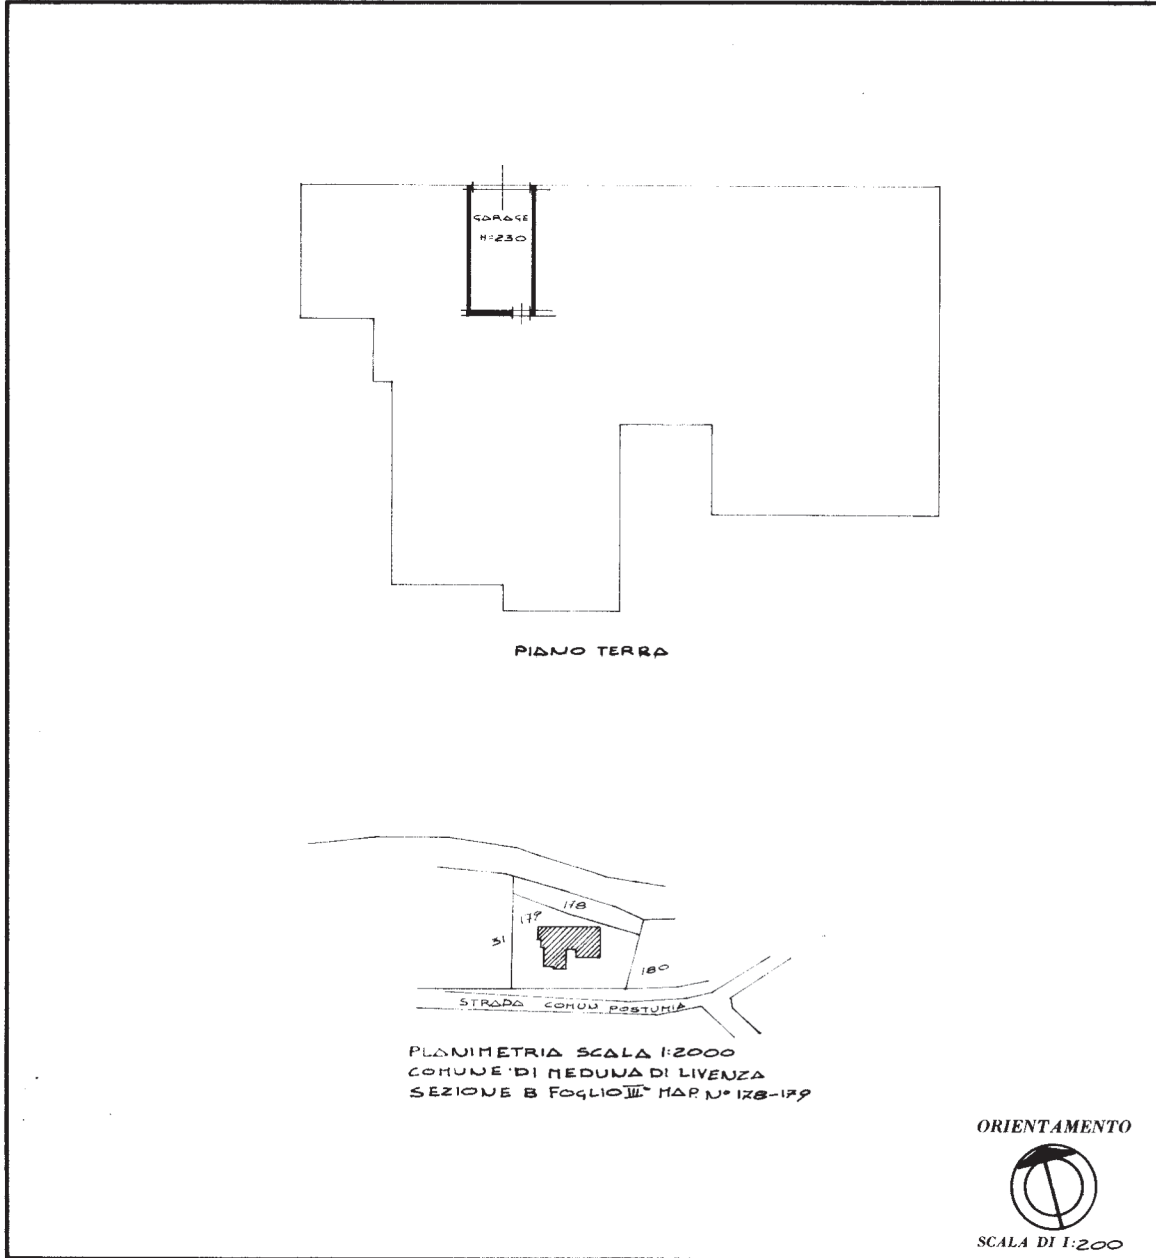 GARAGE
H=230
PIANO TERRA
178
179
31
180
STRADA COMUN POSTUMIA
PLANIMETRIA SCALA 1:2000
COMUNE DI MEDUNA DI LIVENZA
SEZIONE B FOGLIO III° MAP. N° 178-179
ORIENTAMENTO
SCALA DI 1:200